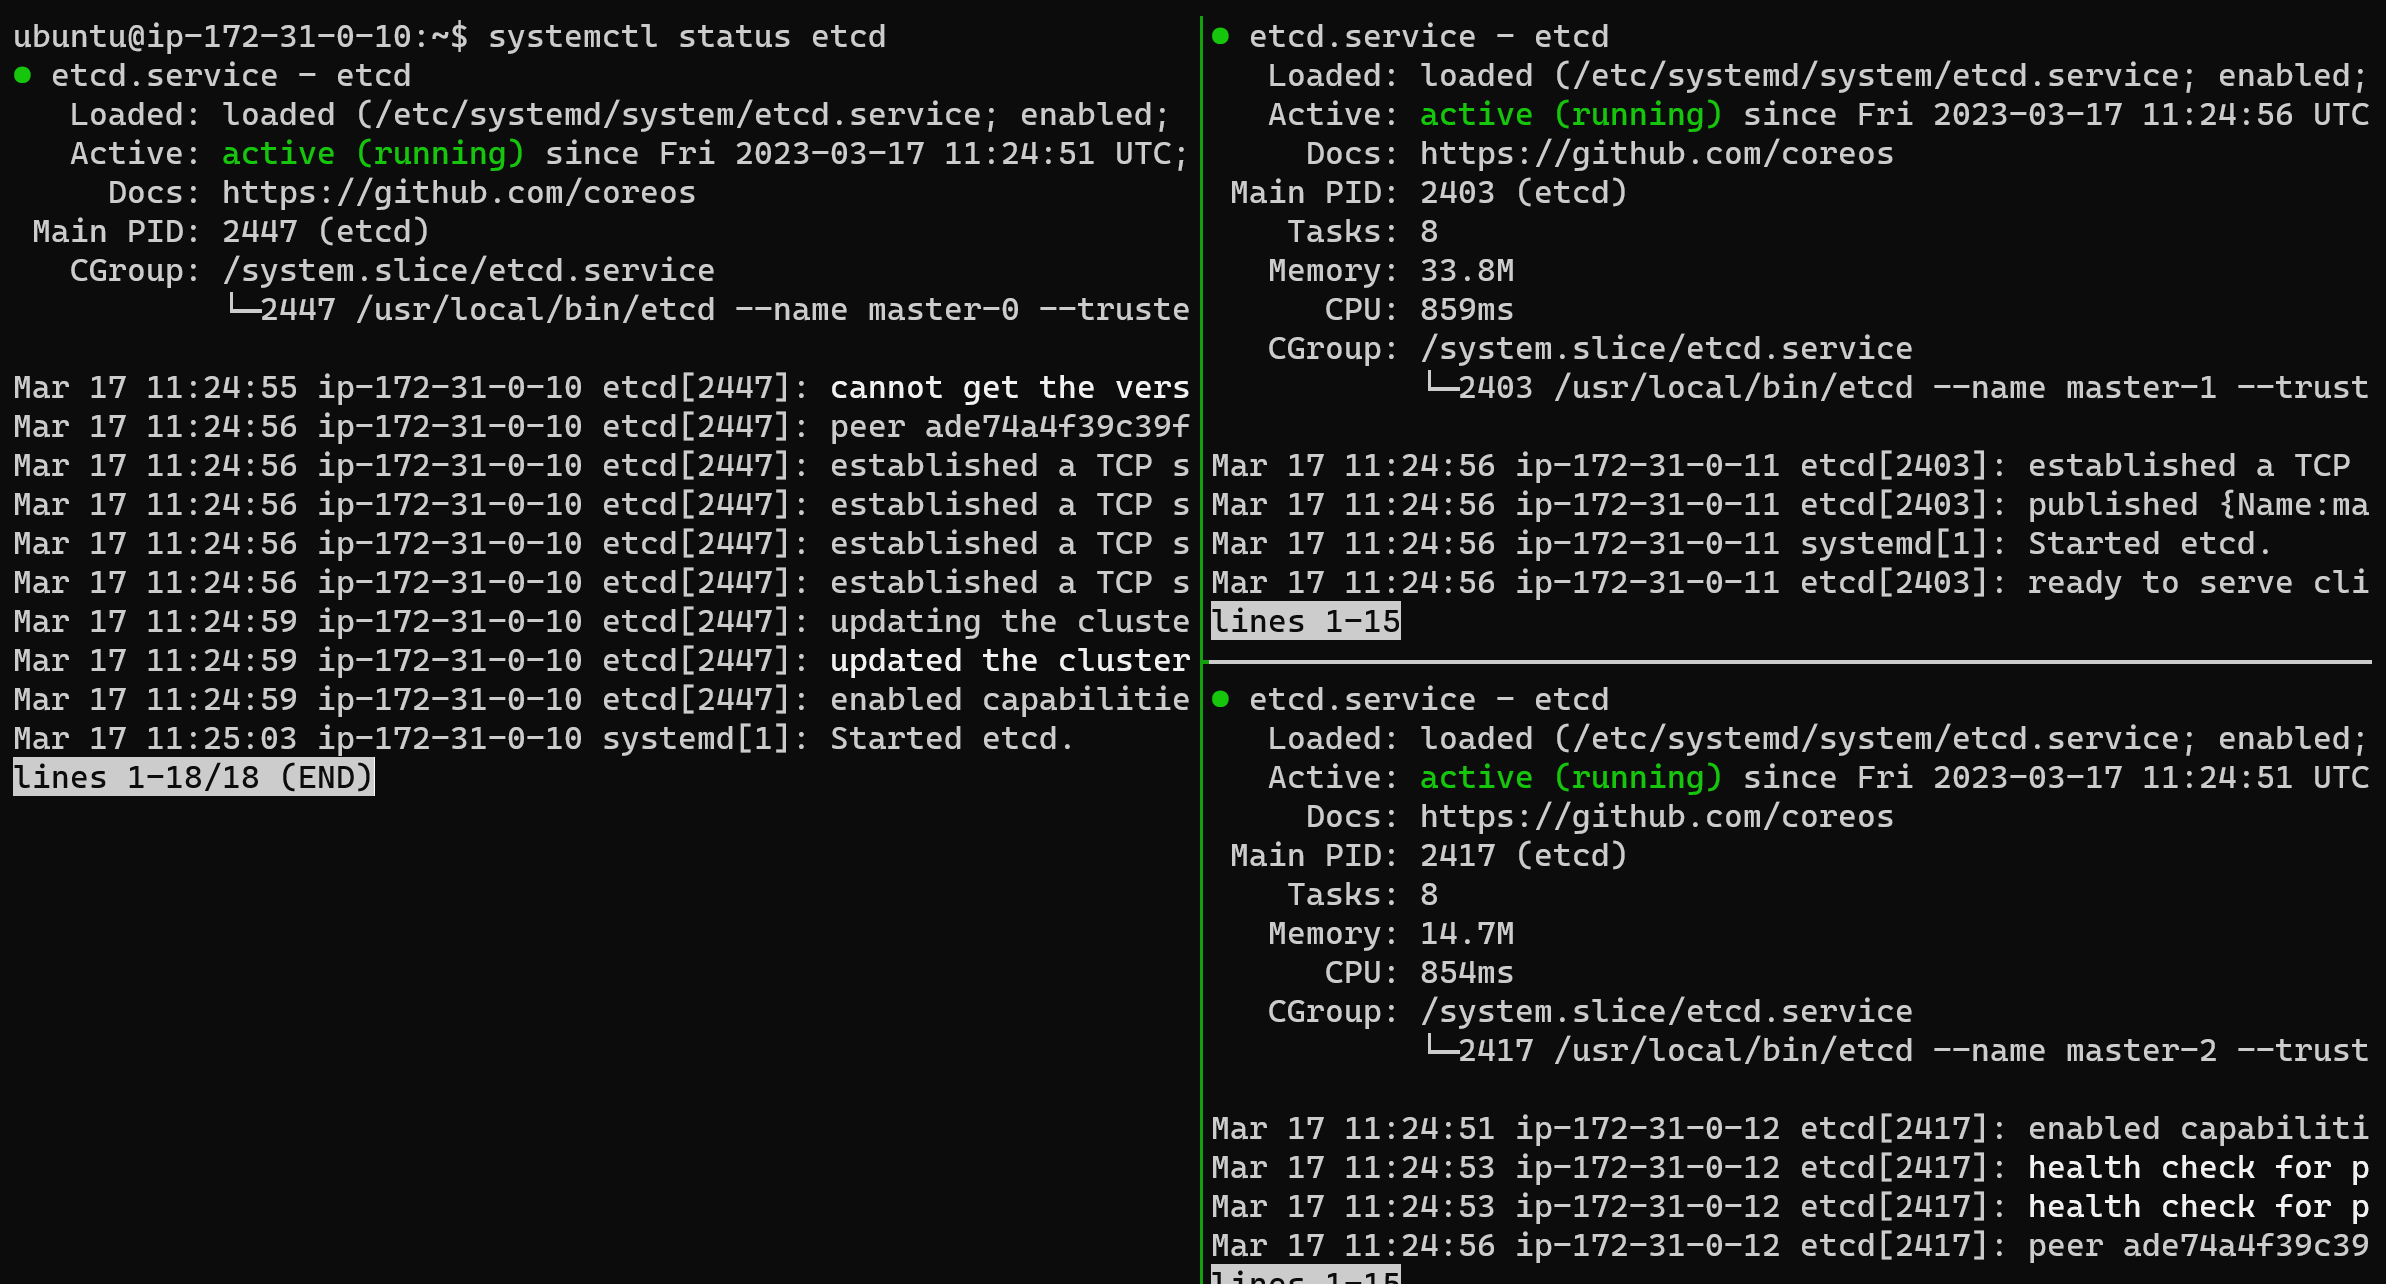 ubuntu@ip-172-31-0-10:~$ systemctl status etcd
● etcd.service - etcd
Loaded: loaded (/etc/systemd/system/etcd.service; enabled;
Active: active (running) since Fri 2023-03-17 11:24:51 UTC;
Docs: https://github.com/coreos
Main PID: 2447 (etcd)
CGroup: /system.slice/etcd.service
└─2447 /usr/local/bin/etcd --name master-0 --truste
Mar 17 11:24:55 ip-172-31-0-10 etcd[2447]: cannot get the vers
Mar 17 11:24:56 ip-172-31-0-10 etcd[2447]: peer ade74a4f39c39f
Mar 17 11:24:56 ip-172-31-0-10 etcd[2447]: established a TCP s
Mar 17 11:24:56 ip-172-31-0-10 etcd[2447]: established a TCP s
Mar 17 11:24:56 ip-172-31-0-10 etcd[2447]: established a TCP s
Mar 17 11:24:56 ip-172-31-0-10 etcd[2447]: established a TCP s
Mar 17 11:24:59 ip-172-31-0-10 etcd[2447]: updating the cluste
Mar 17 11:24:59 ip-172-31-0-10 etcd[2447]: updated the cluster
Mar 17 11:24:59 ip-172-31-0-10 etcd[2447]: enabled capabilitie
Mar 17 11:25:03 ip-172-31-0-10 systemd[1]: Started etcd.
lines 1-18/18 (END)
● etcd.service - etcd
Loaded: loaded (/etc/systemd/system/etcd.service; enabled;
Active: active (running) since Fri 2023-03-17 11:24:56 UTC
Docs: https://github.com/coreos
Main PID: 2403 (etcd)
Tasks: 8
Memory: 33.8M
CPU: 859ms
CGroup: /system.slice/etcd.service
└─2403 /usr/local/bin/etcd --name master-1 --trust
Mar 17 11:24:56 ip-172-31-0-11 etcd[2403]: established a TCP
Mar 17 11:24:56 ip-172-31-0-11 etcd[2403]: published {Name:ma
Mar 17 11:24:56 ip-172-31-0-11 systemd[1]: Started etcd.
Mar 17 11:24:56 ip-172-31-0-11 etcd[2403]: ready to serve cli
lines 1-15
● etcd.service - etcd
Loaded: loaded (/etc/systemd/system/etcd.service; enabled;
Active: active (running) since Fri 2023-03-17 11:24:51 UTC
Docs: https://github.com/coreos
Main PID: 2417 (etcd)
Tasks: 8
Memory: 14.7M
CPU: 854ms
CGroup: /system.slice/etcd.service
└─2417 /usr/local/bin/etcd --name master-2 --trust
Mar 17 11:24:51 ip-172-31-0-12 etcd[2417]: enabled capabiliti
Mar 17 11:24:53 ip-172-31-0-12 etcd[2417]: health check for p
Mar 17 11:24:53 ip-172-31-0-12 etcd[2417]: health check for p
Mar 17 11:24:56 ip-172-31-0-12 etcd[2417]: peer ade74a4f39c39
lines 1-15